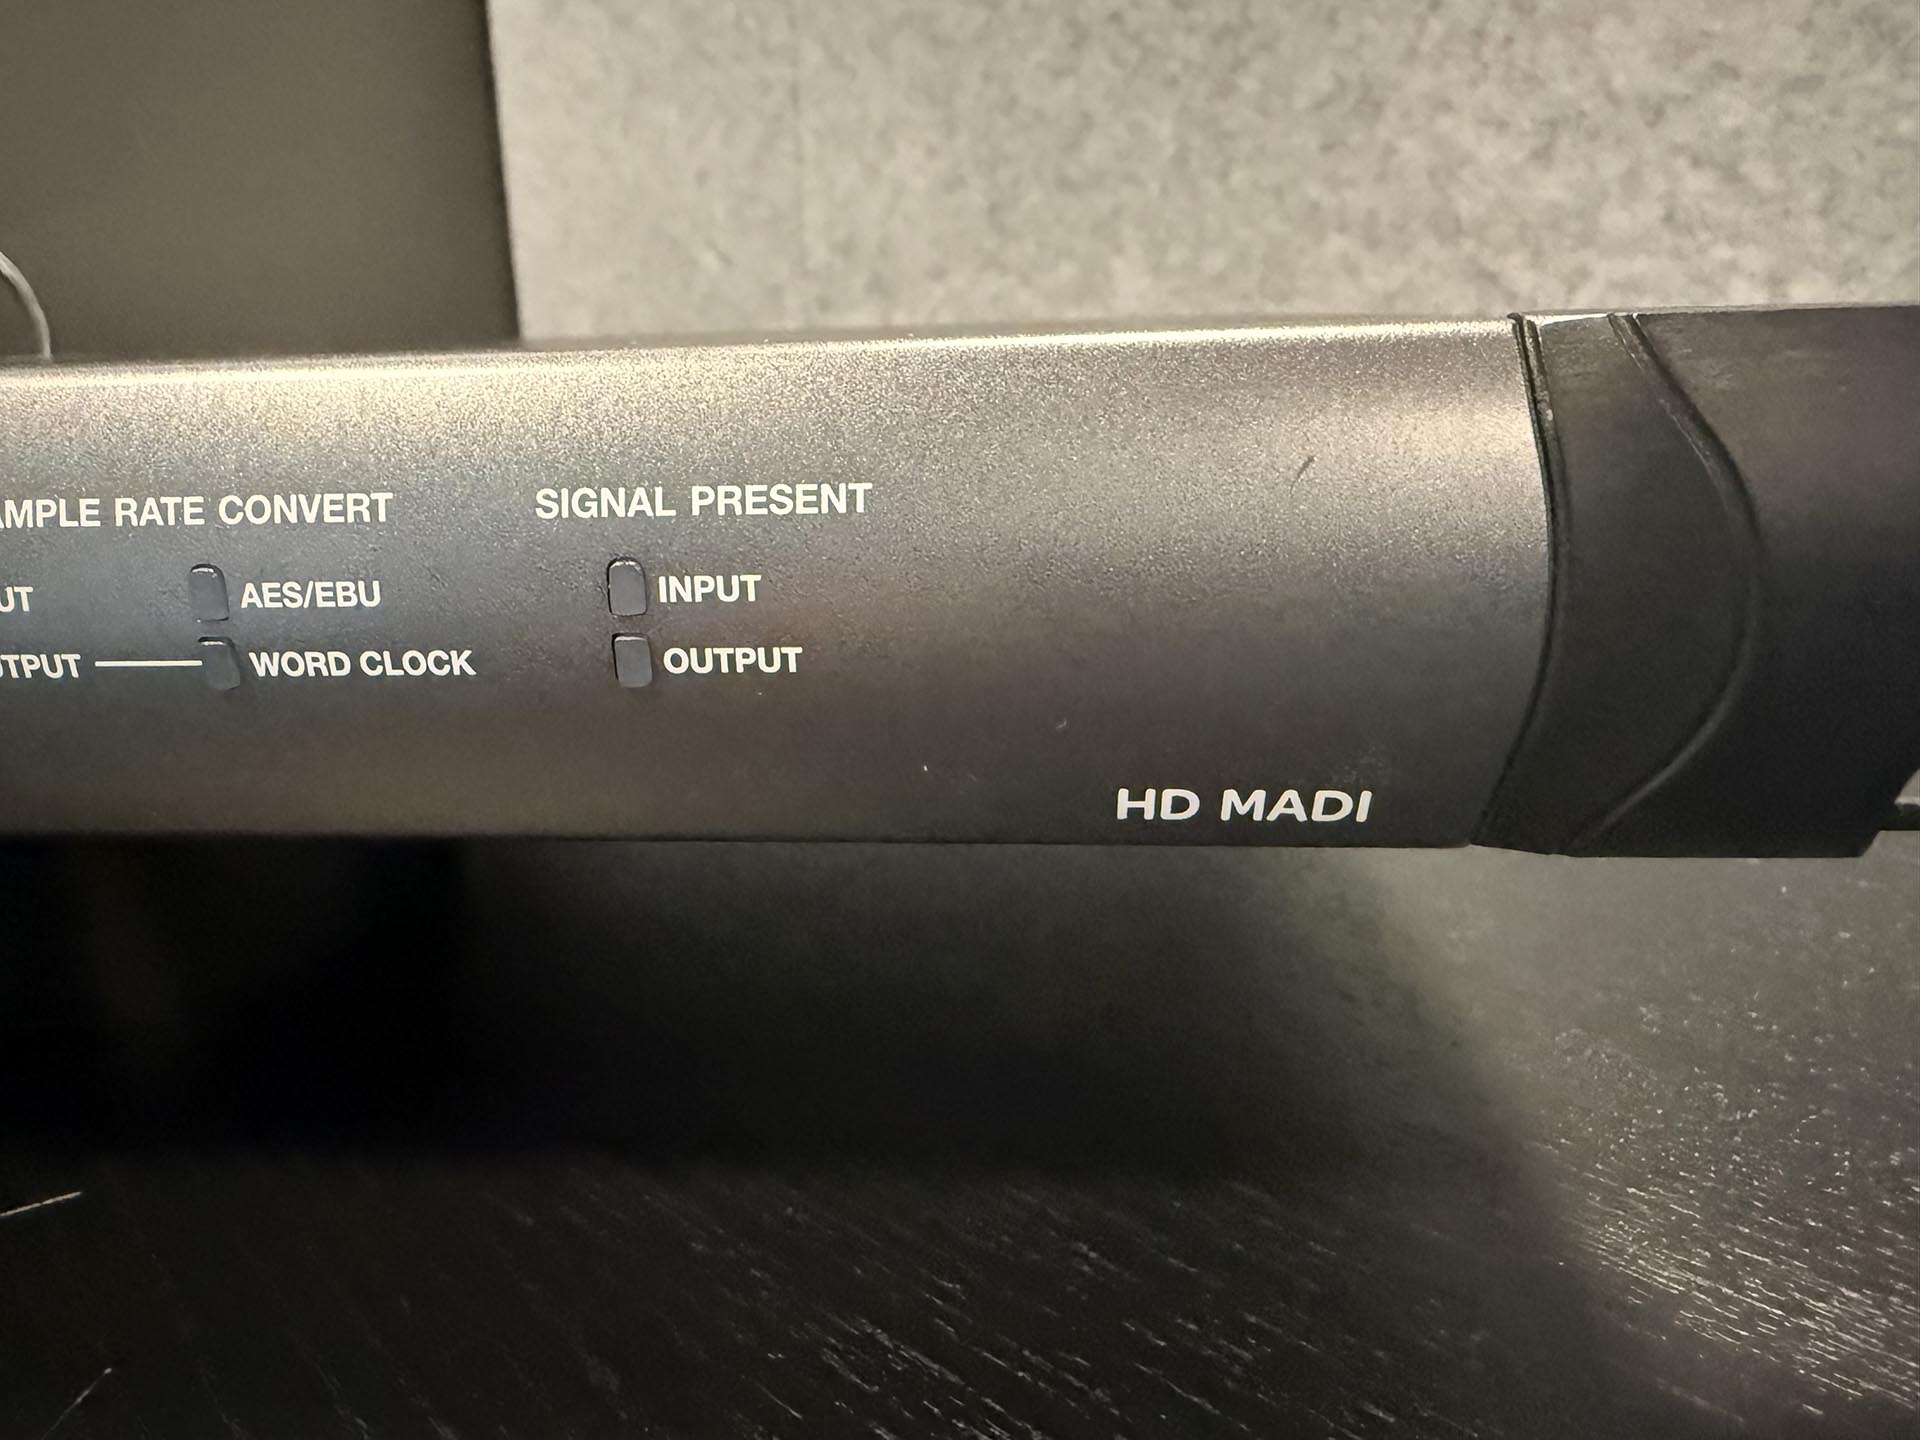 AMPLE RATE CONVERT
SIGNAL PRESENT
UT
AES/EBU
INPUT
TPUT
WORD CLOCK
OUTPUT
HD MADI